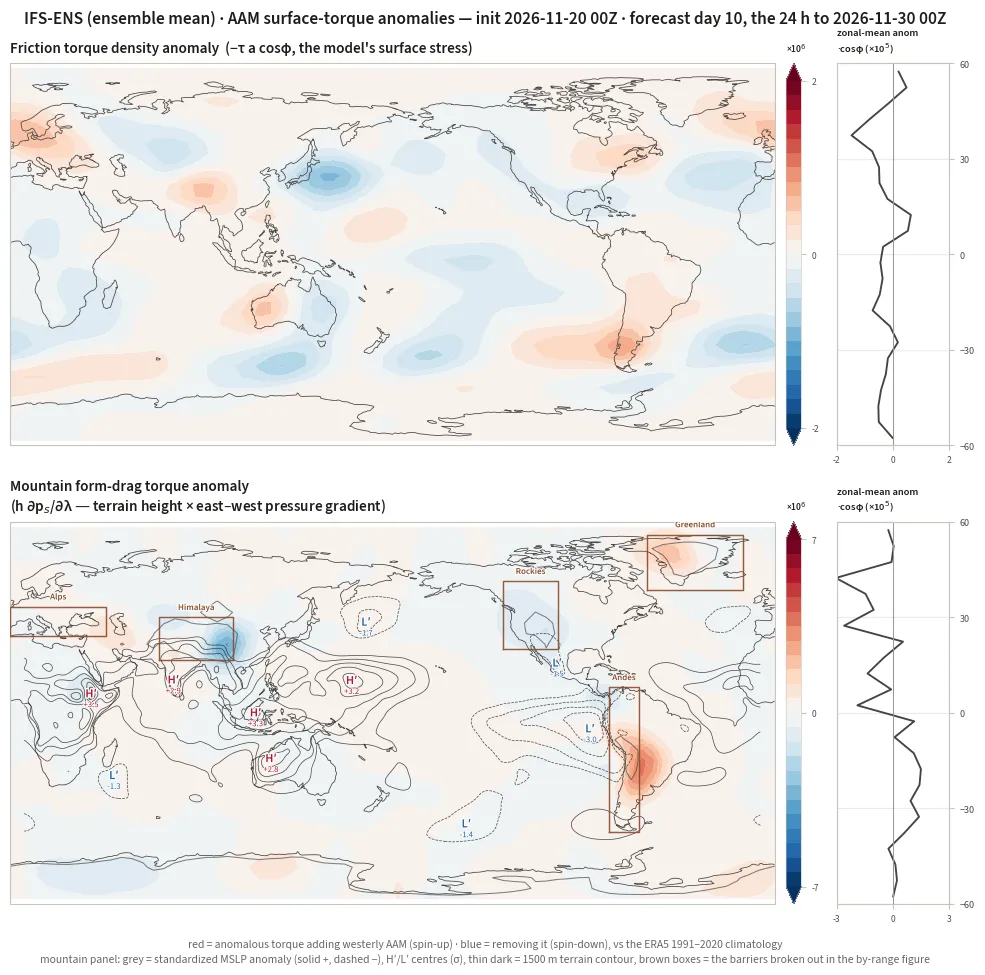 IFS-ENS (ensemble mean) · AAM surface-torque anomalies — init 2026-11-20 00Z · forecast day 10, the 24 h to 2026-11-30 00Z
Friction torque density anomaly (−τ a cosφ, the model's surface stress)
×10⁶
2
0
-2
zonal-mean anom
·cosφ (×10⁵)
60
30
0
−30
−60
-2
0
2
Mountain form-drag torque anomaly
(h ∂pₛ/∂λ — terrain height × east–west pressure gradient)
Greenland
Rockies
Alps
Himalaya
Andes
L′
-1.7
L′
-1.5
H′
H′
+3.2
H′
+3.5
H′
L′
-3.0
H′
+2.8
L′
-1.3
L′
-1.4
×10⁶
7
0
-7
zonal-mean anom
·cosφ (×10⁵)
60
30
0
−30
−60
-3
0
3
red = anomalous torque adding westerly AAM (spin-up) · blue = removing it (spin-down), vs the ERA5 1991–2020 climatology
mountain panel: grey = standardized MSLP anomaly (solid +, dashed −), H′/L′ centres (σ), thin dark = 1500 m terrain contour, brown boxes = the barriers broken out in the by-range figure